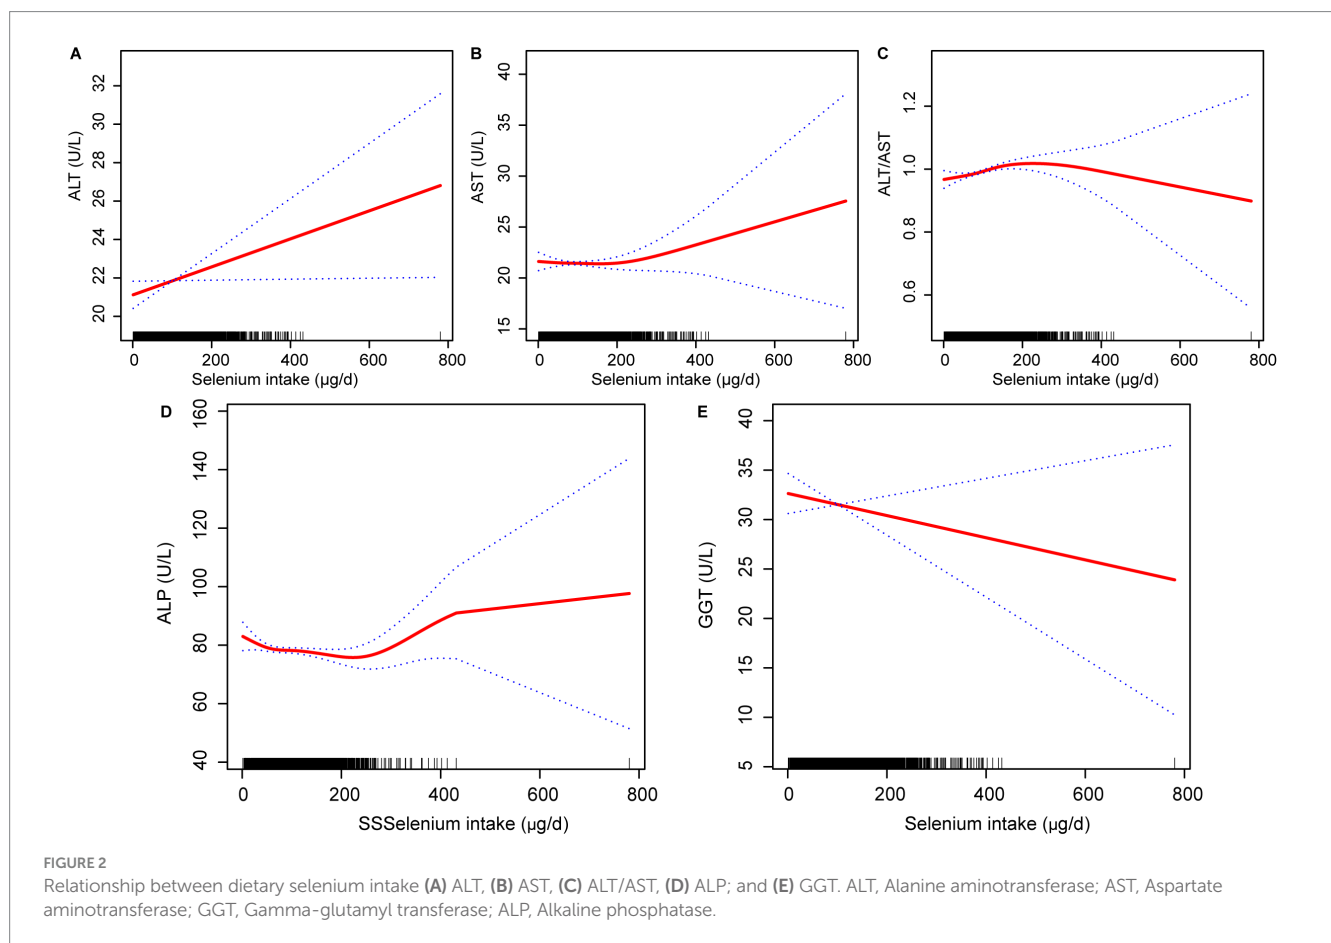 A
ALT (U/L)
20 22 24 26 28 30 32
0 200 400 600 800
Selenium intake (µg/d)
B
AST (U/L)
15 20 25 30 35 40
0 200 400 600 800
Selenium intake (µg/d)
C
ALT/AST
0.6 0.8 1.0 1.2
0 200 400 600 800
Selenium intake (µg/d)
D
ALP (U/L)
40 60 80 100 120 140 160
0 200 400 600 800
SSSelenium intake (µg/d)
E
GGT (U/L)
5 10 15 20 25 30 35 40
0 200 400 600 800
Selenium intake (µg/d)
FIGURE 2
Relationship between dietary selenium intake (A) ALT, (B) AST, (C) ALT/AST, (D) ALP; and (E) GGT. ALT, Alanine aminotransferase; AST, Aspartate
aminotransferase; GGT, Gamma-glutamyl transferase; ALP, Alkaline phosphatase.